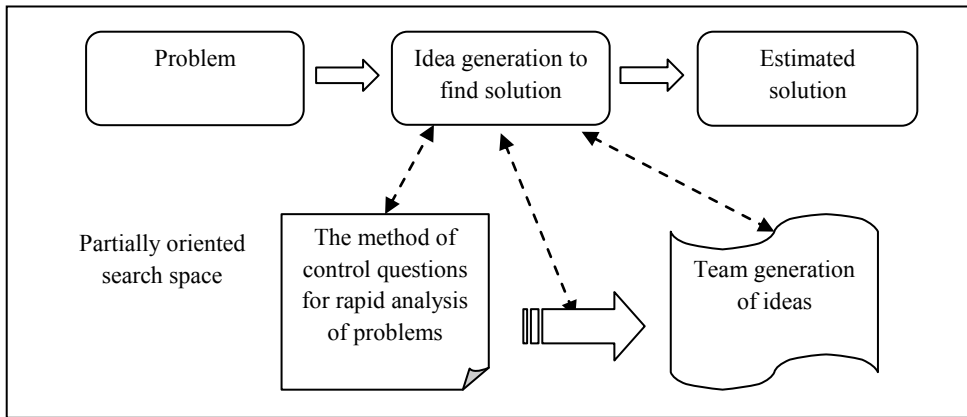 Problem
Idea generation to
find solution
Estimated
solution
Partially oriented
search space
The method of
control questions
for rapid analysis
of problems
Team generation
of ideas